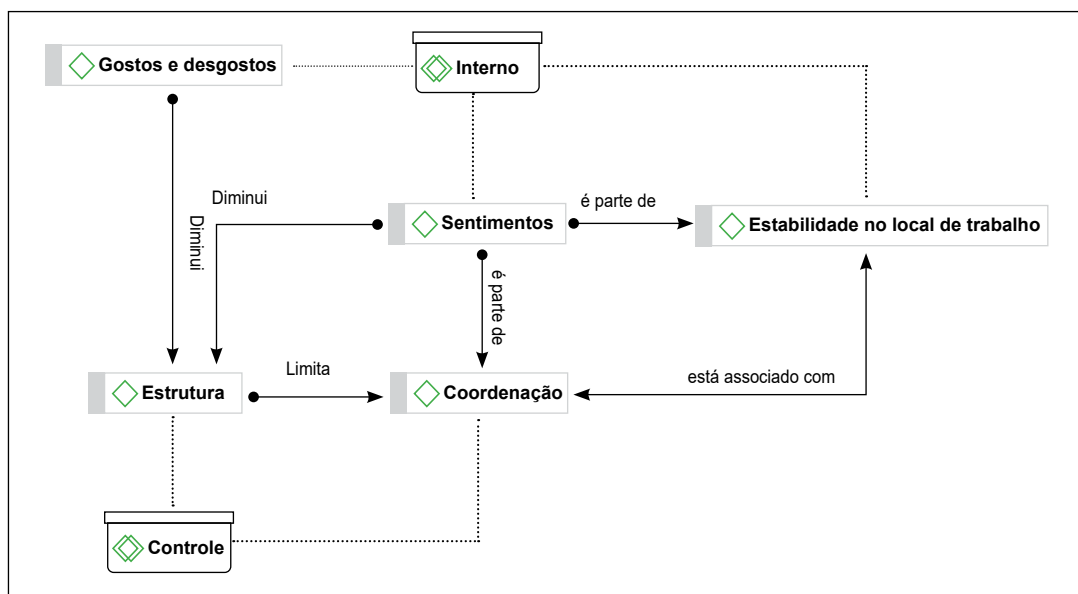 Gostos e desgostos
Interno
Diminui
Diminui
Sentimentos
é parte de
Estabilidade no local de trabalho
é parte de
Estrutura
Limita
Coordenação
está associado com
Controle